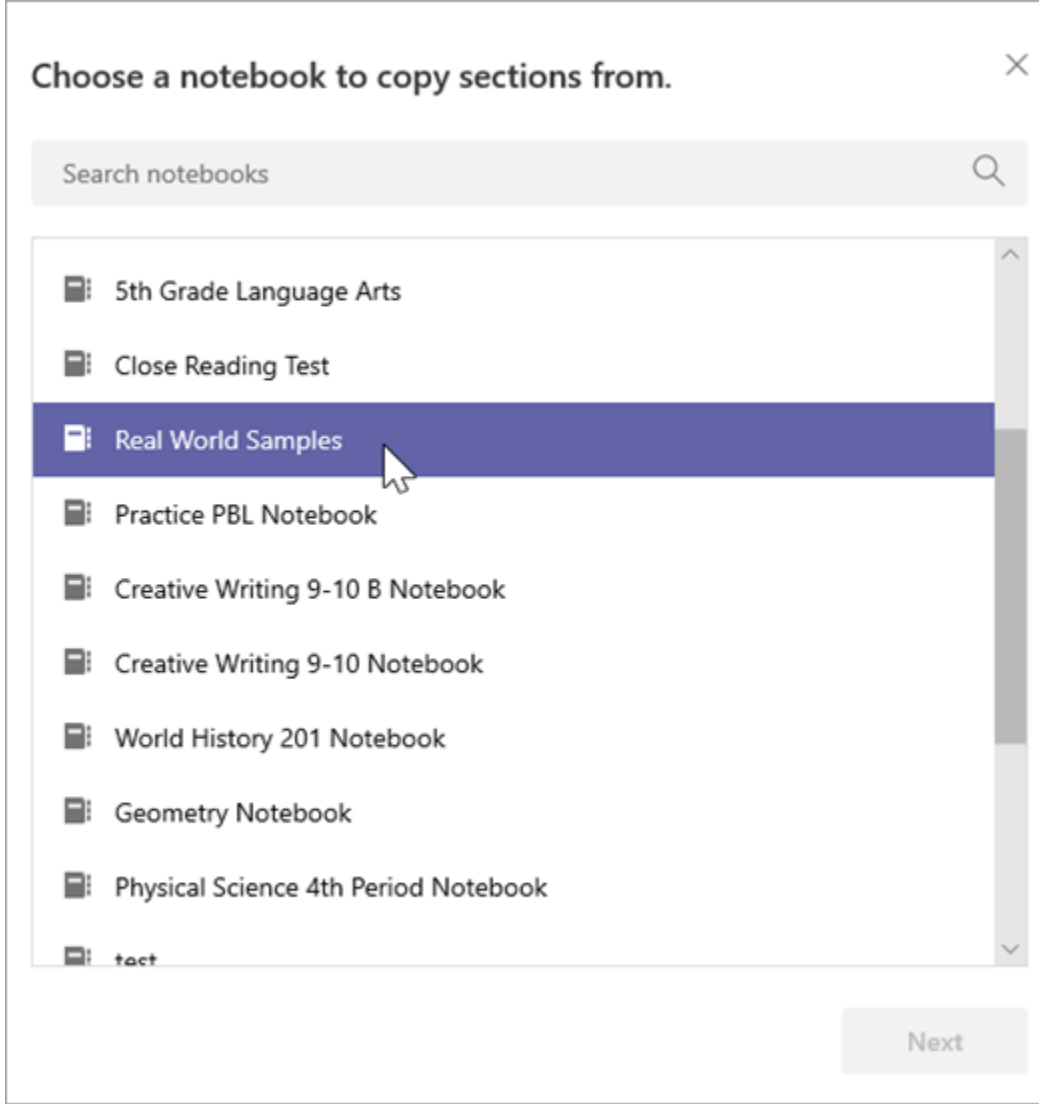 Choose a notebook to copy sections from.
Search notebooks
5th Grade Language Arts
Close Reading Test
Real World Samples
Practice PBL Notebook
Creative Writing 9-10 B Notebook
Creative Writing 9-10 Notebook
World History 201 Notebook
Geometry Notebook
Physical Science 4th Period Notebook
test
Next